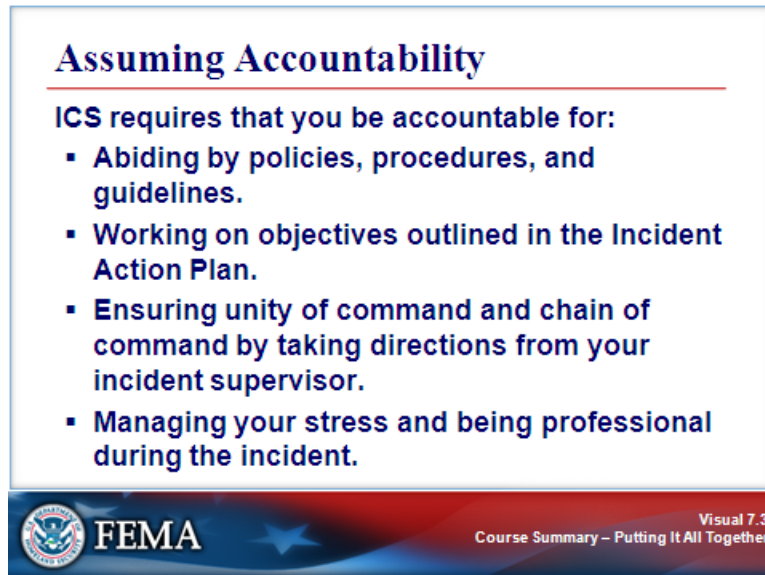 Assuming Accountability
ICS requires that you be accountable for:
▪ Abiding by policies, procedures, and
guidelines.
▪ Working on objectives outlined in the Incident
Action Plan.
▪ Ensuring unity of command and chain of
command by taking directions from your
incident supervisor.
▪ Managing your stress and being professional
during the incident.
FEMA
Visual 7.3
Course Summary – Putting It All Together